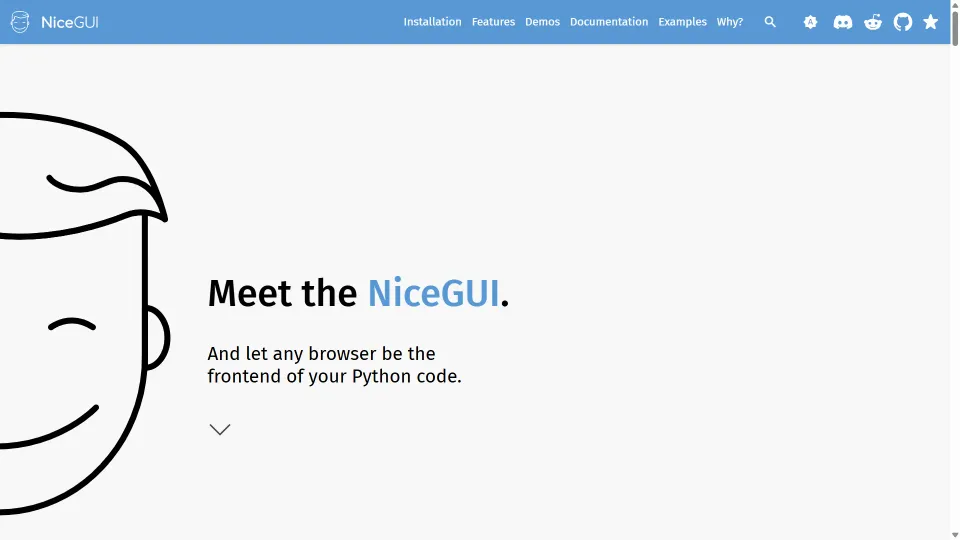 NiceGUI
Installation Features Demos Documentation Examples Why?
Meet the NiceGUI.
And let any browser be the
frontend of your Python code.